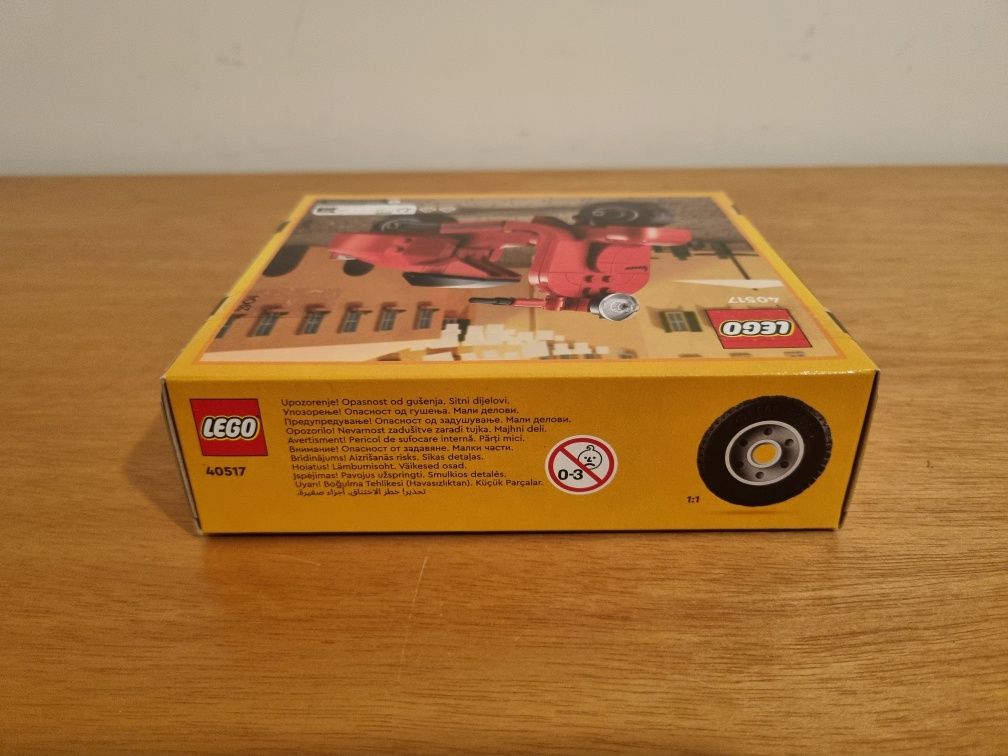 40517
LEGO
LEGO
40517
Upozorenje! Opasnost od gušenja. Sitni dijelovi.
Упозорење! Опасност од гушења. Мали делови.
Предупредување! Опасност од задушување. Мали делови.
Opozorilo! Nevarnost zadušitve zaradi tujka. Majhni deli.
Avertisment! Pericol de sufocare internă. Părți mici.
Внимание! Опасност от задавяне. Малки части.
Brīdinājums! Aizrīšanās risks. Sīkas detaļas.
Hoiatus! Lämbumisoht. Väikesed osad.
Įspėjimas! Pavojus užspringti. Smulkios detalės.
Uyarı! Boğulma Tehlikesi (Havasızlıktan). Küçük Parçalar.
تحذير! خطر الاختناق. أجزاء صغيرة.
0-3
1:1